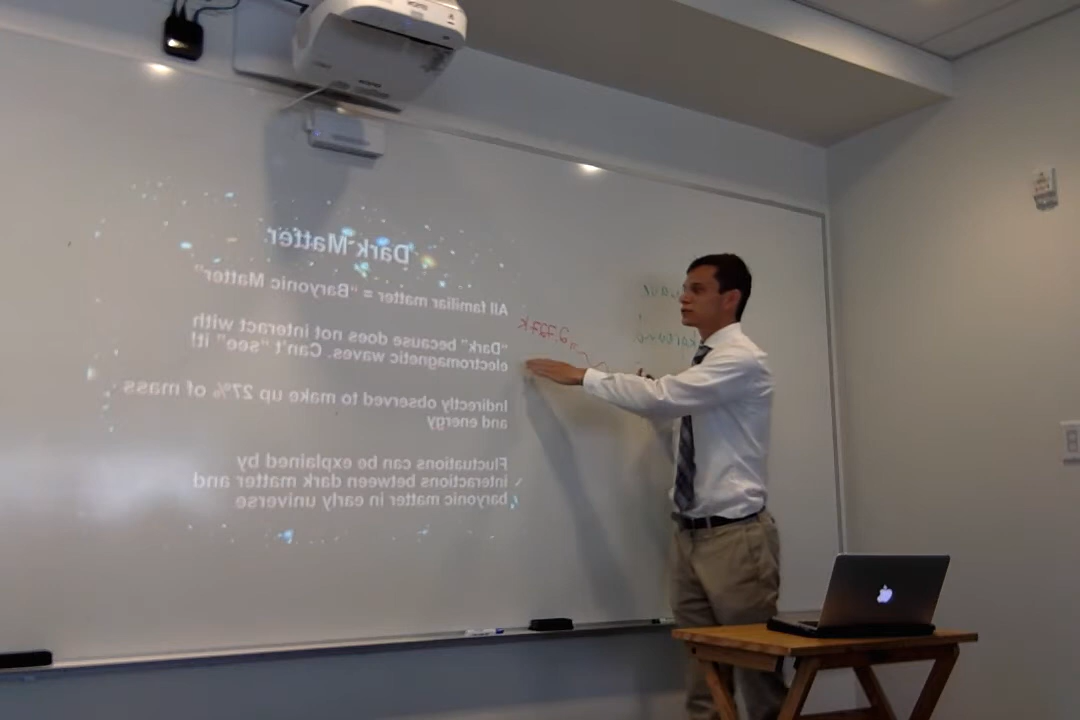 Dark Matter
All familiar matter = “Baryonic Matter”
“Dark” because does not interact with
electromagnetic waves. Can't “see” it!
Indirectly observed to make up 27% of mass
and energy
Fluctuations can be explained by
interactions between dark matter and
baryonic matter in early universe